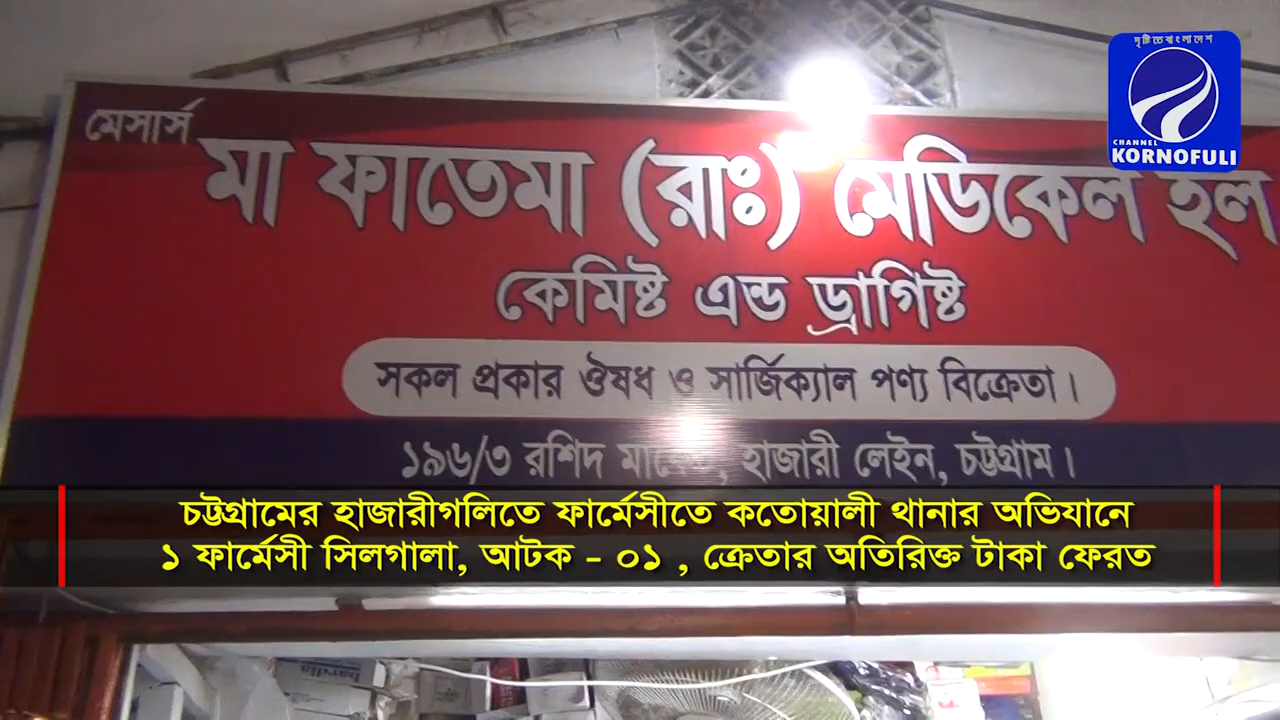 দৃষ্টিতে বাংলাদেশ
CHANNEL
KORNOFULI
মেসার্স
মা ফাতেমা (রাঃ) মেডিকেল হল
কেমিষ্ট এন্ড ড্রাগিষ্ট
সকল প্রকার ঔষধ ও সার্জিক্যাল পণ্য বিক্রেতা।
১৯৬/৩ রশিদ হাজারী লেইন, চট্টগ্রাম।
চট্টগ্রামের হাজারীগলিতে ফার্মেসীতে কতোয়ালী থানার অভিযানে
১ ফার্মেসী সিলগালা, আটক - ০১ , ক্রেতার অতিরিক্ত টাকা ফেরত